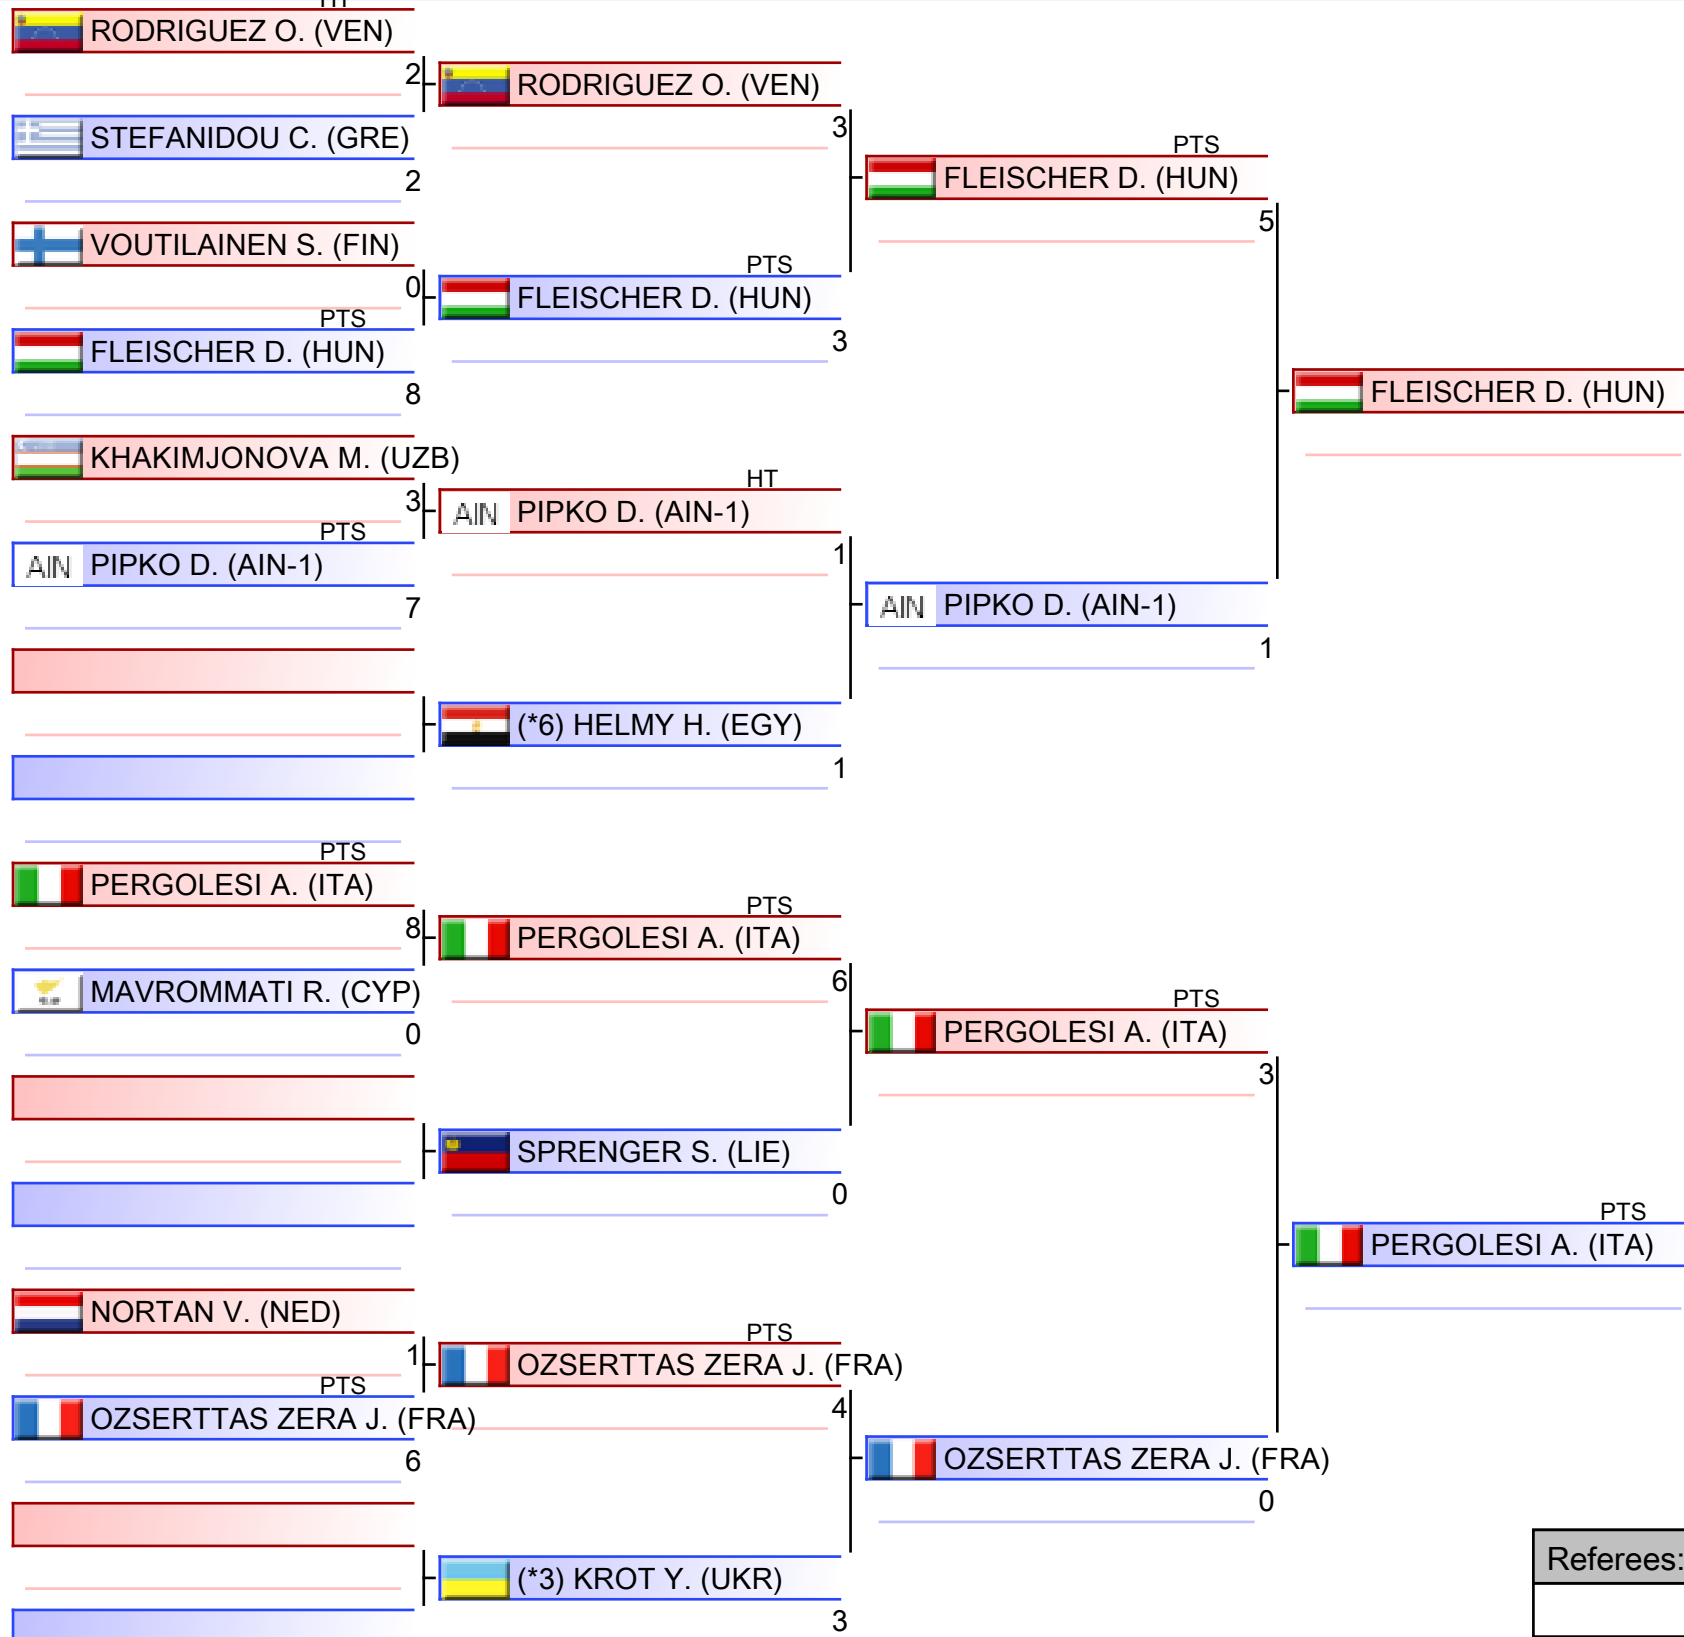 HT
RODRIGUEZ O. (VEN)
2
STEFANIDOU C. (GRE)
2
VOUTILAINEN S. (FIN)
0
PTS
FLEISCHER D. (HUN)
8
KHAKIMJONOVA M. (UZB)
3
PTS
AIN PIPKO D. (AIN-1)
7
PTS
PERGOLESI A. (ITA)
8
MAVROMMATI R. (CYP)
0
NORTAN V. (NED)
1
PTS
OZSERTTAS ZERA J. (FRA)
6
RODRIGUEZ O. (VEN)
3
PTS
FLEISCHER D. (HUN)
3
HT
AIN PIPKO D. (AIN-1)
1
(*6) HELMY H. (EGY)
1
PTS
PERGOLESI A. (ITA)
6
SPRENGER S. (LIE)
0
PTS
OZSERTTAS ZERA J. (FRA)
4
(*3) KROT Y. (UKR)
3
PTS
FLEISCHER D. (HUN)
5
AIN PIPKO D. (AIN-1)
1
PTS
PERGOLESI A. (ITA)
3
OZSERTTAS ZERA J. (FRA)
0
FLEISCHER D. (HUN)
PTS
PERGOLESI A. (ITA)
Referees: